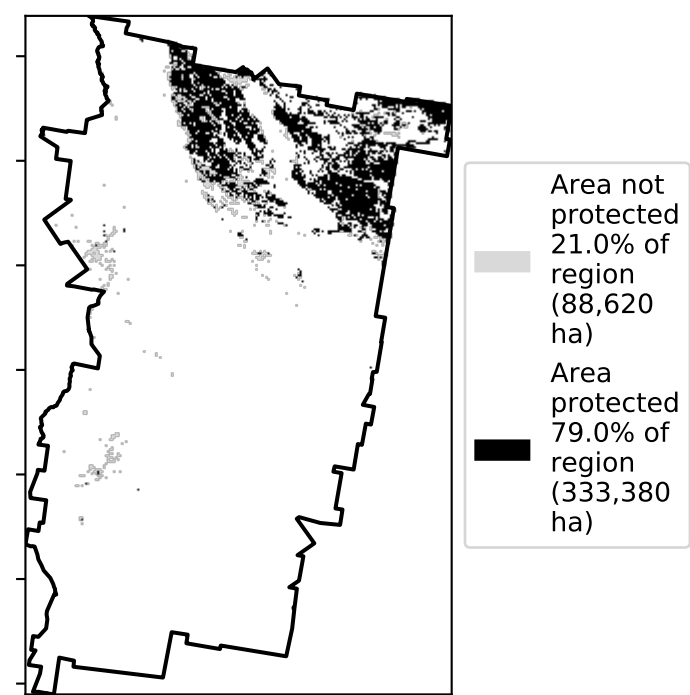 Area not
protected
21.0% of
region
(88,620
ha)
Area
protected
79.0% of
region
(333,380
ha)